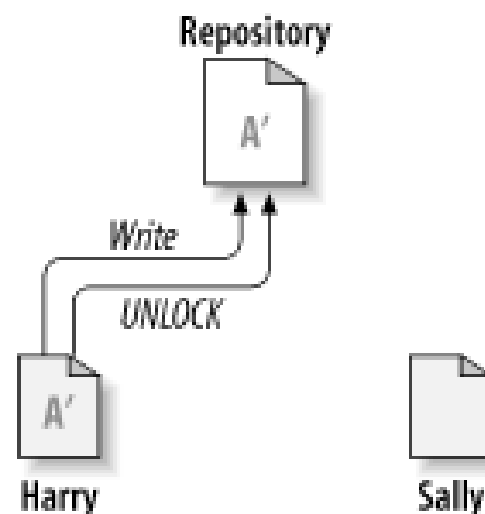 Repository
A′
Write
UNLOCK
A′
Harry
Sally